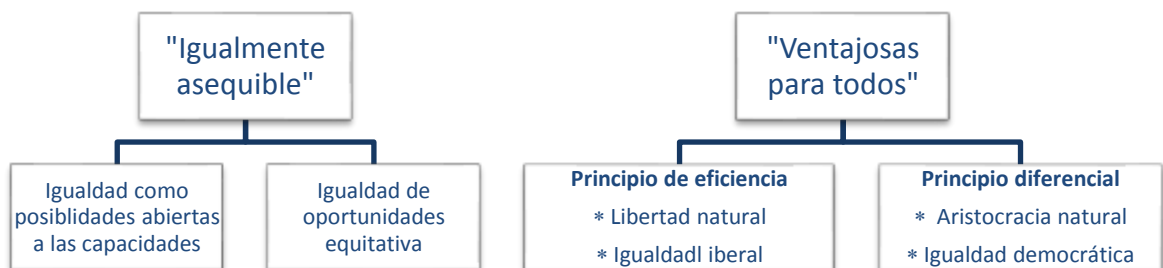 "Igualmente
asequible"
"Ventajosas
para todos"
Igualdad como
posiblidades abiertas
a las capacidades
Igualdad de
oportunidades
equitativa
Principio de eficiencia
* Libertad natural
* Igualdadl iberal
Principio diferencial
* Aristocracia natural
* Igualdad democrática